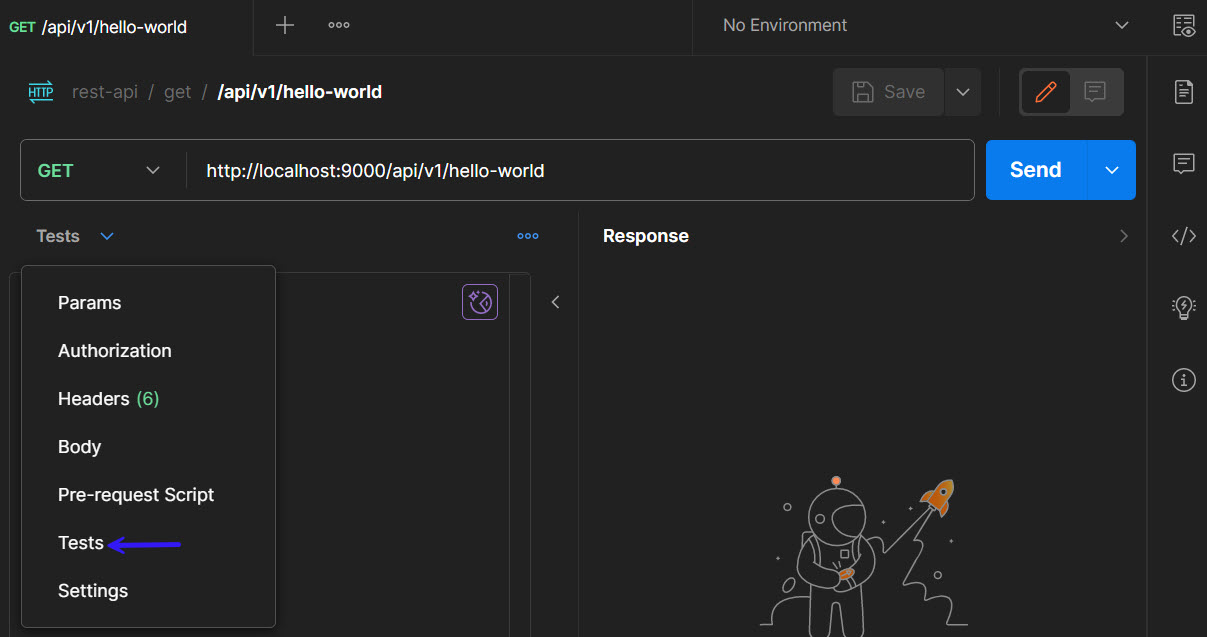 GET /api/v1/hello-world
No Environment
HTTP rest-api / get / /api/v1/hello-world
Save
GET http://localhost:9000/api/v1/hello-world
Send
Tests
Response
Params
Authorization
Headers (6)
Body
Pre-request Script
Tests
Settings